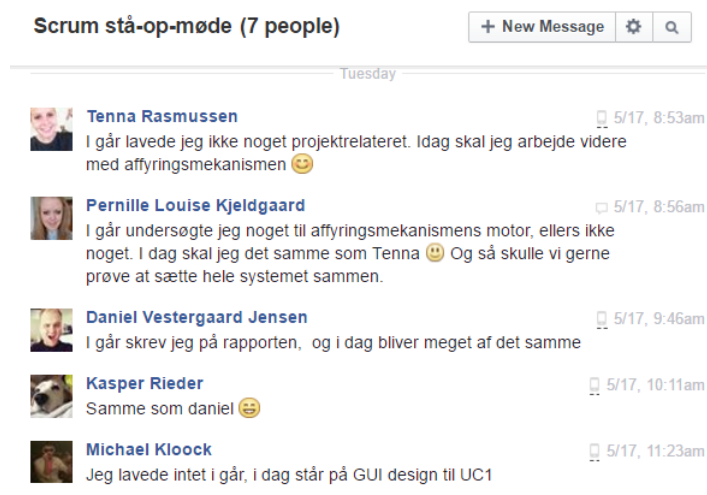 Scrum stå-op-møde (7 people)
+ New Message
Tuesday
Tenna Rasmussen
5/17, 8:53am
I går lavede jeg ikke noget projektrelateret. Idag skal jeg arbejde videre
med affyringsmekanismen
Pernille Louise Kjeldgaard
5/17, 8:56am
I går undersøgte jeg noget til affyringsmekanismens motor, ellers ikke
noget. I dag skal jeg det samme som Tenna Og så skulle vi gerne
prøve at sætte hele systemet sammen.
Daniel Vestergaard Jensen
5/17, 9:46am
I går skrev jeg på rapporten, og i dag bliver meget af det samme
Kasper Rieder
5/17, 10:11am
Samme som daniel
Michael Kloock
5/17, 11:23am
Jeg lavede intet i går, i dag står på GUI design til UC1